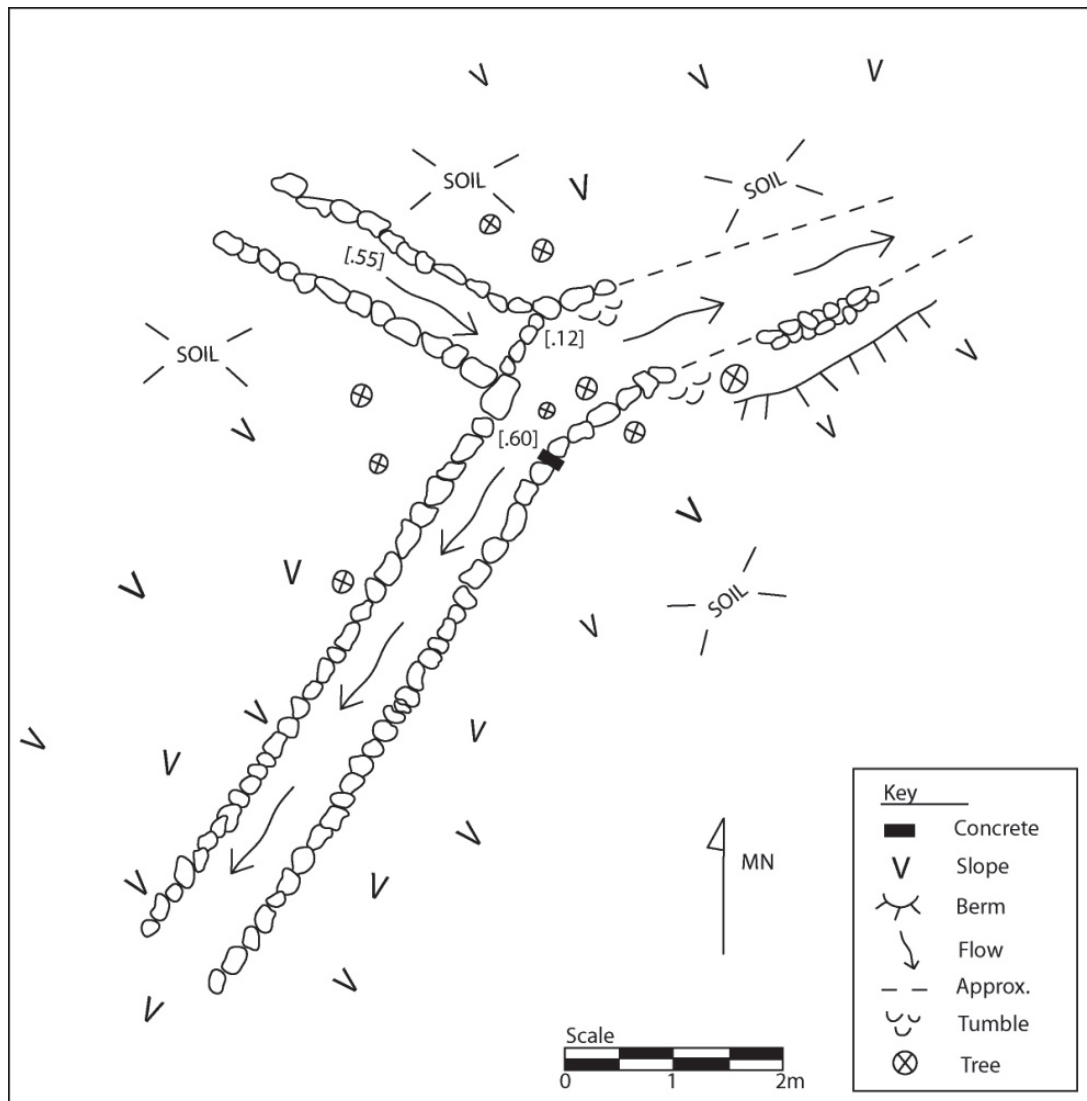 SOIL
SOIL
[.55]
[.12]
SOIL
[.60]
SOIL
MN
Key
Concrete
Slope
Berm
Flow
Approx.
Tumble
Tree
Scale
0 1 2m